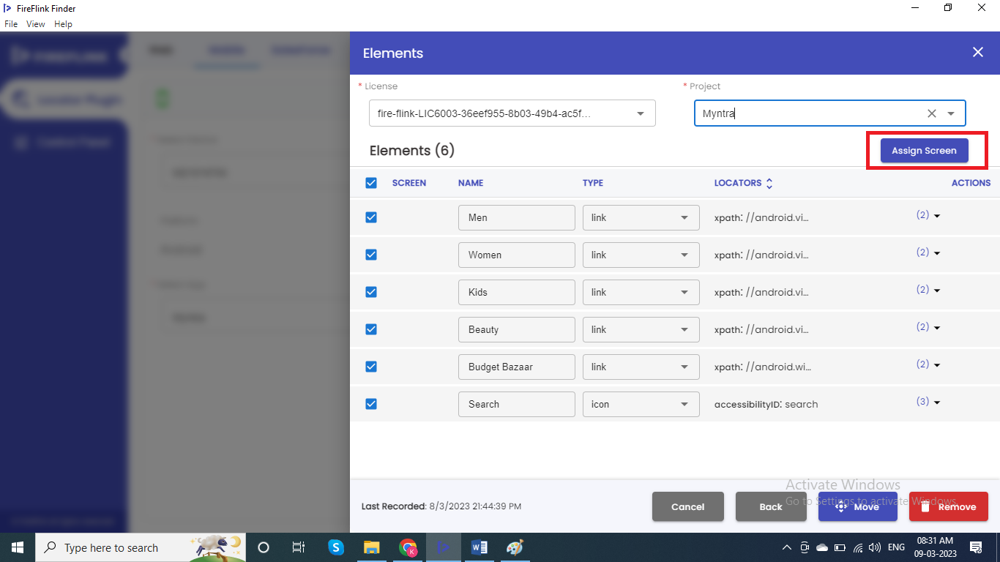 FireFlink Finder
File View Help
Elements
* License
* Project
fire-flink-LIC6003-36eef955-8b03-49b4-ac5f...
Myntra
Elements (6)
Assign Screen
SCREEN NAME TYPE LOCATORS ACTIONS
Men link xpath: //android.vi... (2)
Women link xpath: //android.vi... (2)
Kids link xpath: //android.vi... (2)
Beauty link xpath: //android.vi... (2)
Budget Bazaar link xpath: //android.wi... (2)
Search icon accessibilityID: search (3)
Activate Windows
Go to Settings to activate Windows.
Last Recorded: 8/3/2023 21:44:39 PM
Cancel Back Move Remove
Type here to search
ENG
08:31 AM
09-03-2023